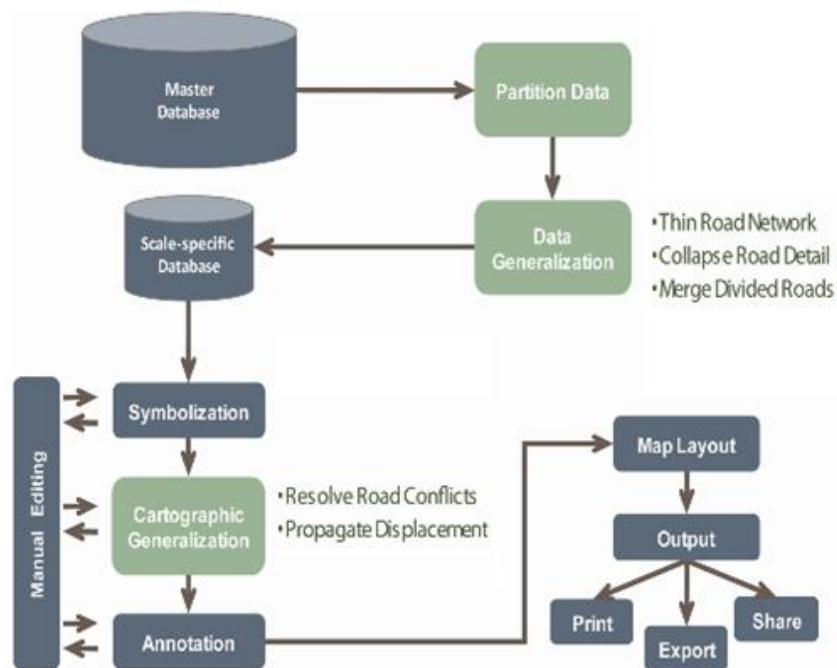 Master
Database
Partition Data
Scale-specific
Database
Data
Generalization
•Thin Road Network
•Collapse Road Detail
•Merge Divided Roads
Manual Editing
Symbolization
Cartographic
Generalization
•Resolve Road Conflicts
•Propagate Displacement
Annotation
Map Layout
Output
Print
Export
Share